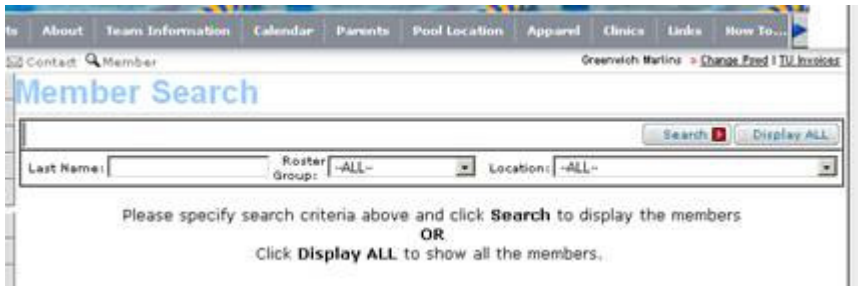 ts About Team Information Calendar Parents Pool Location Apparel Clinics Links How To...
Contact Member Greenwich Marlins » Change Pswd | TU Invoices
Member Search
Search Display ALL
Last Name: Roster Group: --ALL-- Location: --ALL--
Please specify search criteria above and click Search to display the members
OR
Click Display ALL to show all the members.